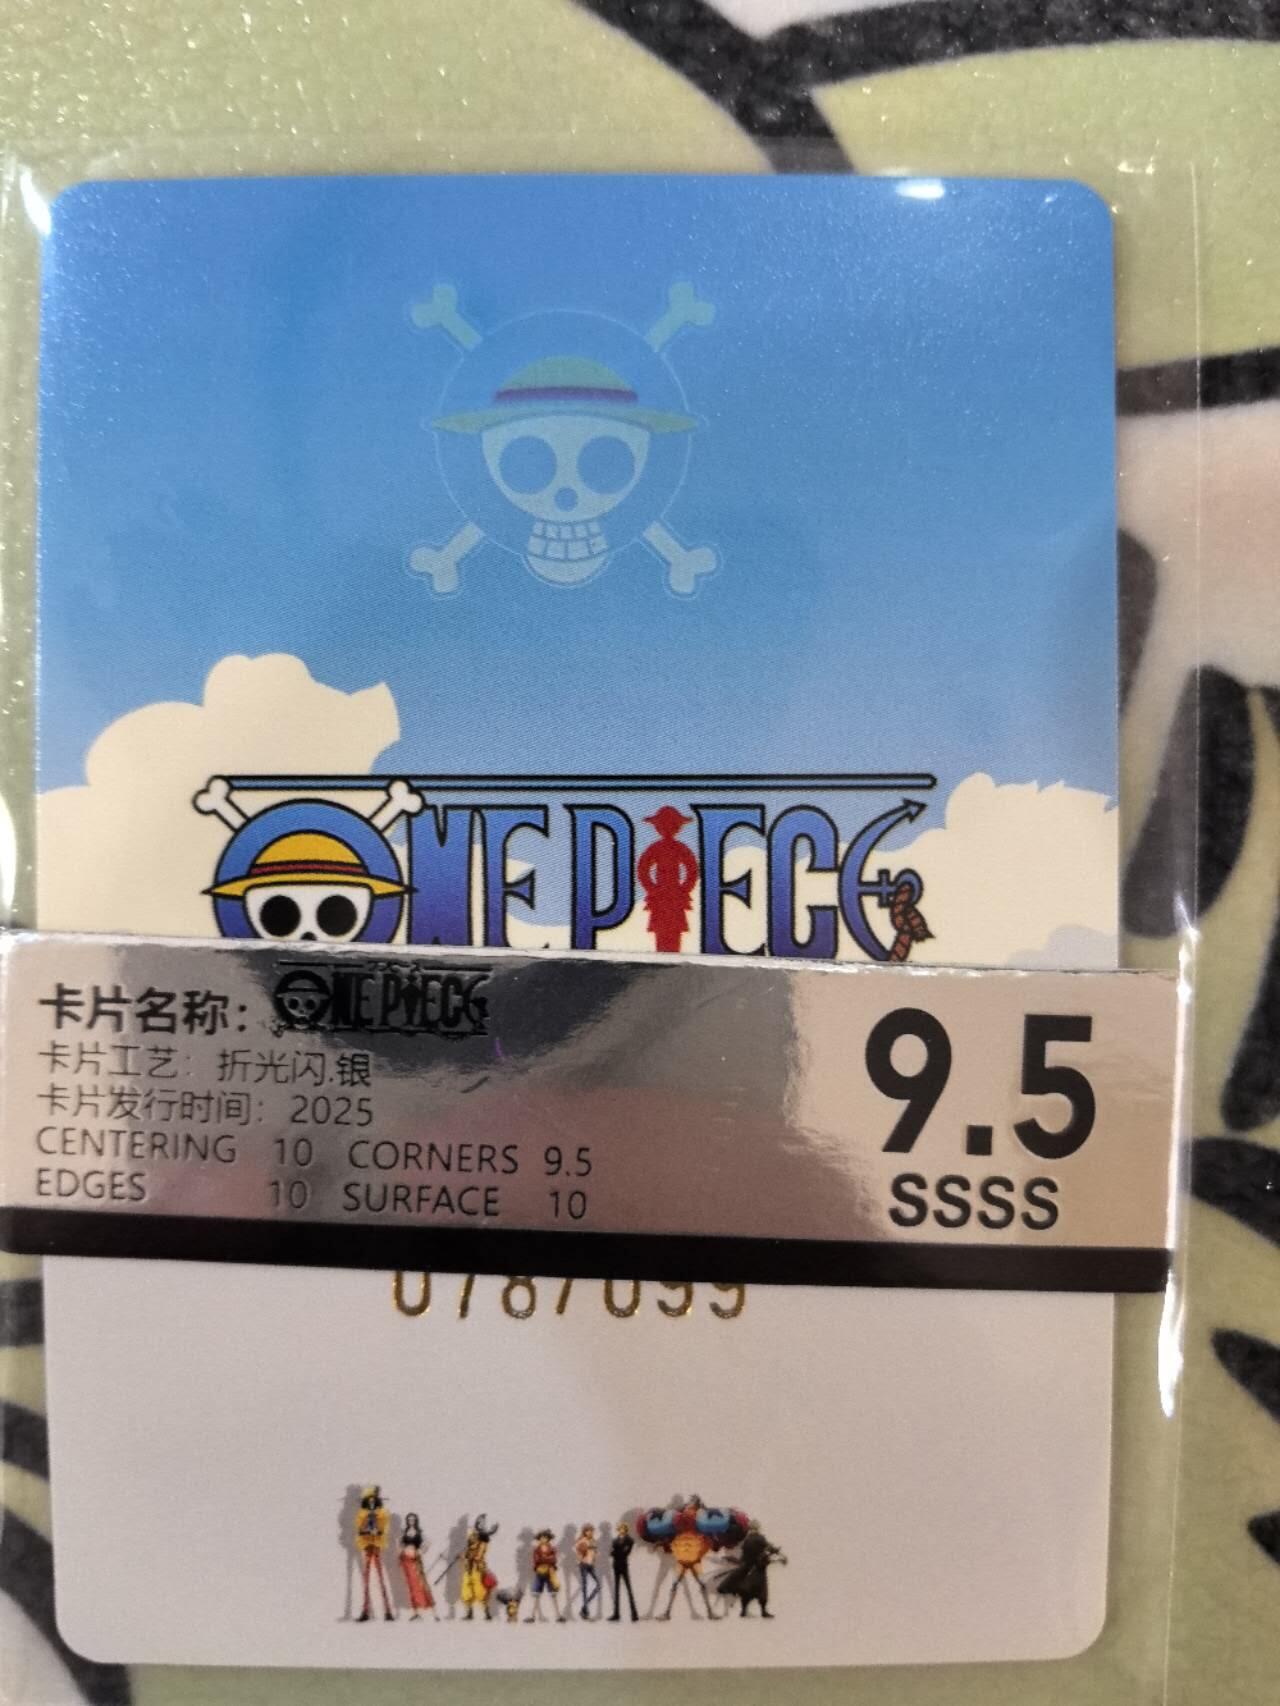 ONE PIECE
卡片名称： ONE PIECE
卡片工艺：折光闪.银
卡片发行时间：2025
CENTERING 10 CORNERS 9.5
EDGES 10 SURFACE 10
9.5
SSSS